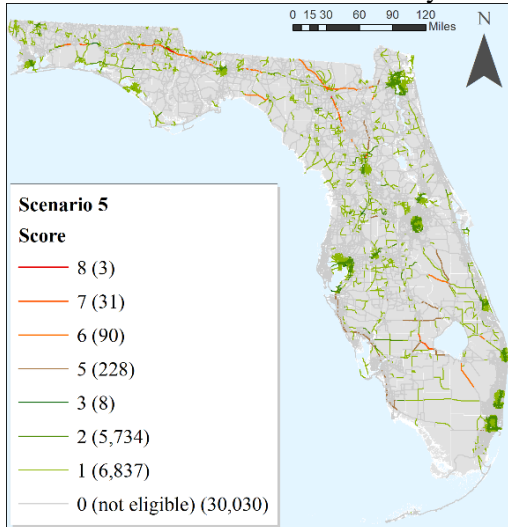 0 15 30 60 90 120
Miles
N
Scenario 5
Score
8 (3)
7 (31)
6 (90)
5 (228)
3 (8)
2 (5,734)
1 (6,837)
0 (not eligible) (30,030)